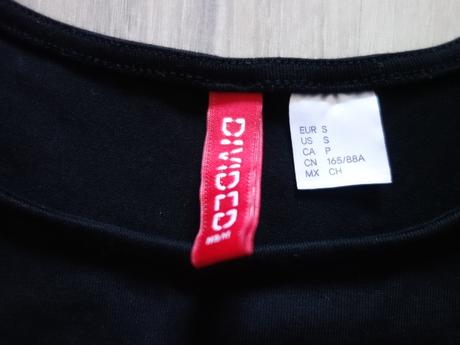 DIVIDED
EUR S
US S
CA P
CN 165/88A
MX CH